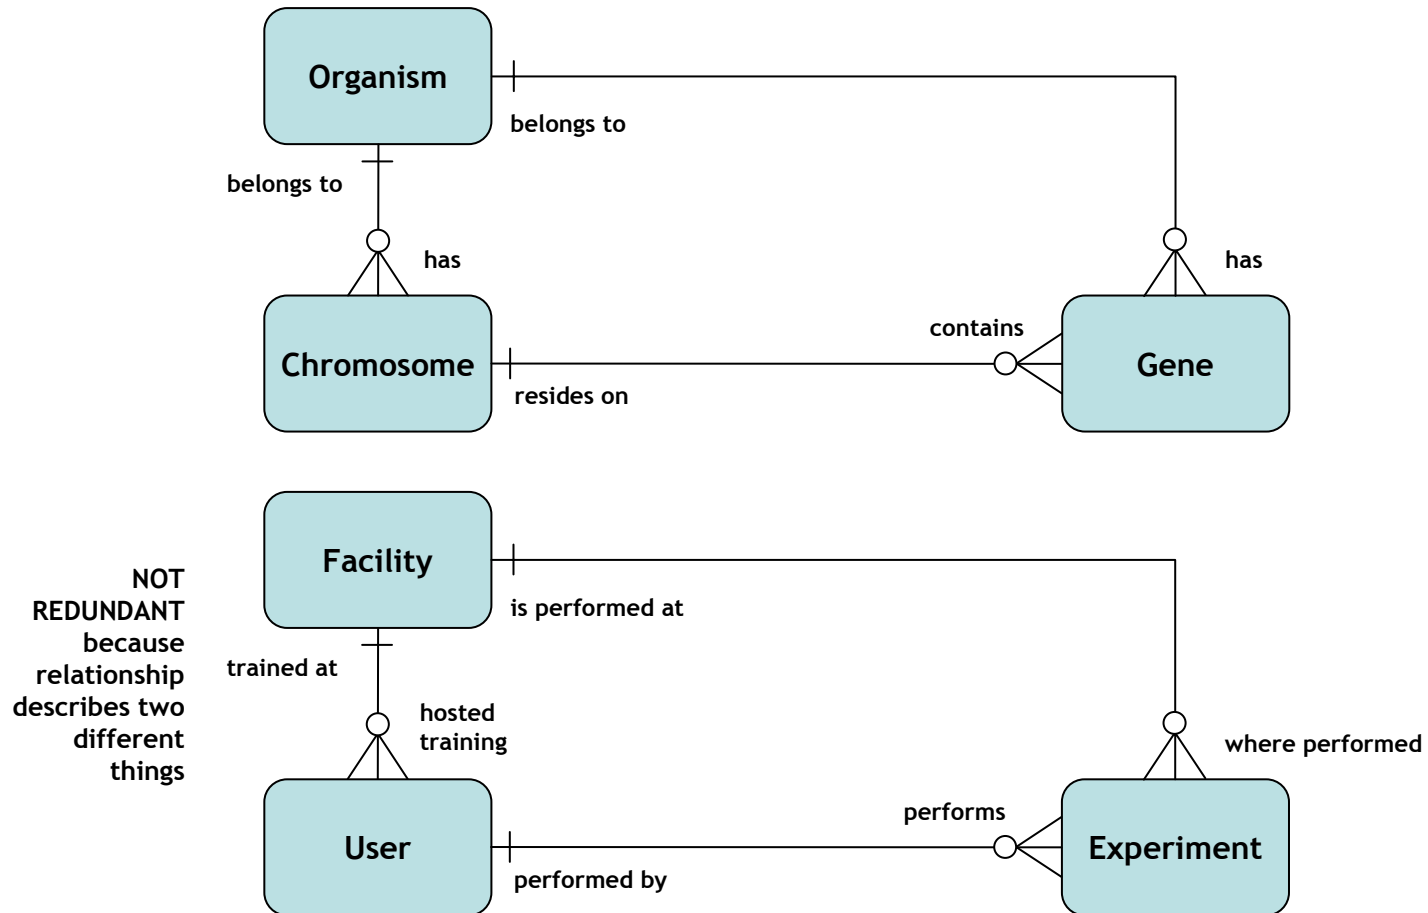 Organism
belongs to
belongs to
has
has
contains
Chromosome
Gene
resides on
Facility
NOT
REDUNDANT
because
relationship
describes two
different
things
is performed at
trained at
hosted
training
where performed
performs
User
Experiment
performed by